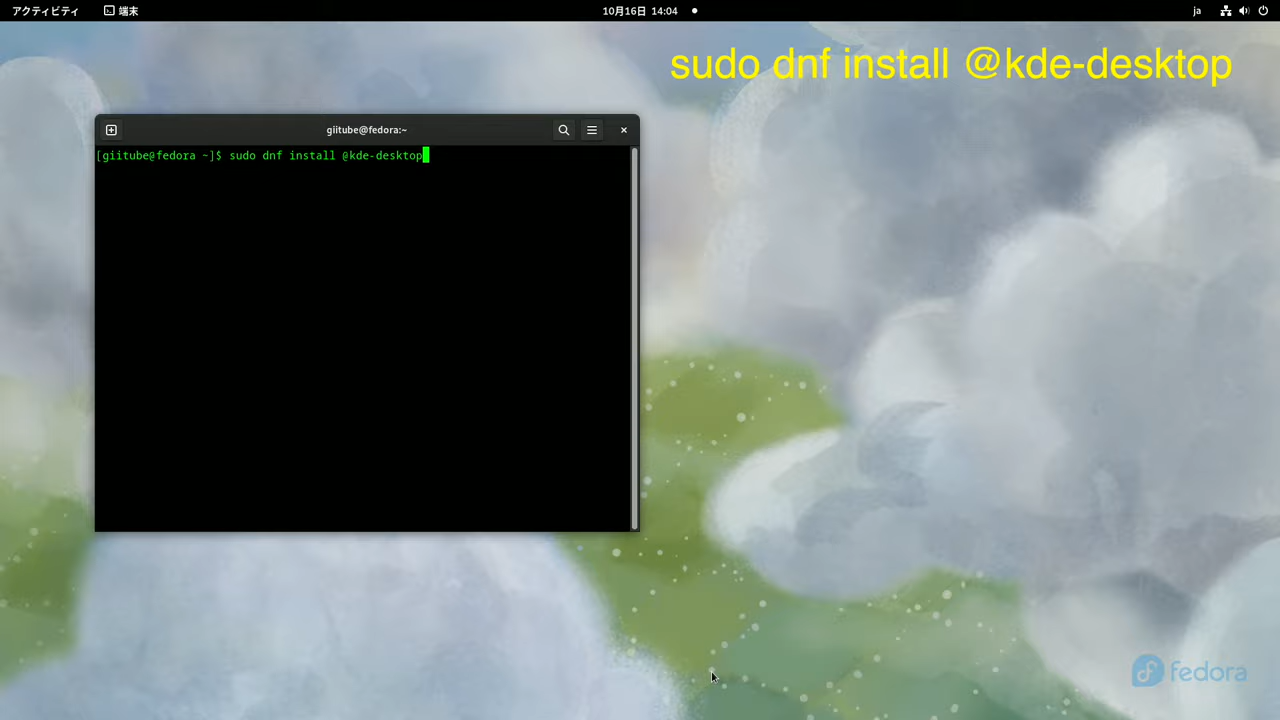 アクティビティ 端末 10月16日 14:04 ja
sudo dnf install @kde-desktop
giitube@fedora:~
[giitube@fedora ~]$ sudo dnf install @kde-desktop
fedora